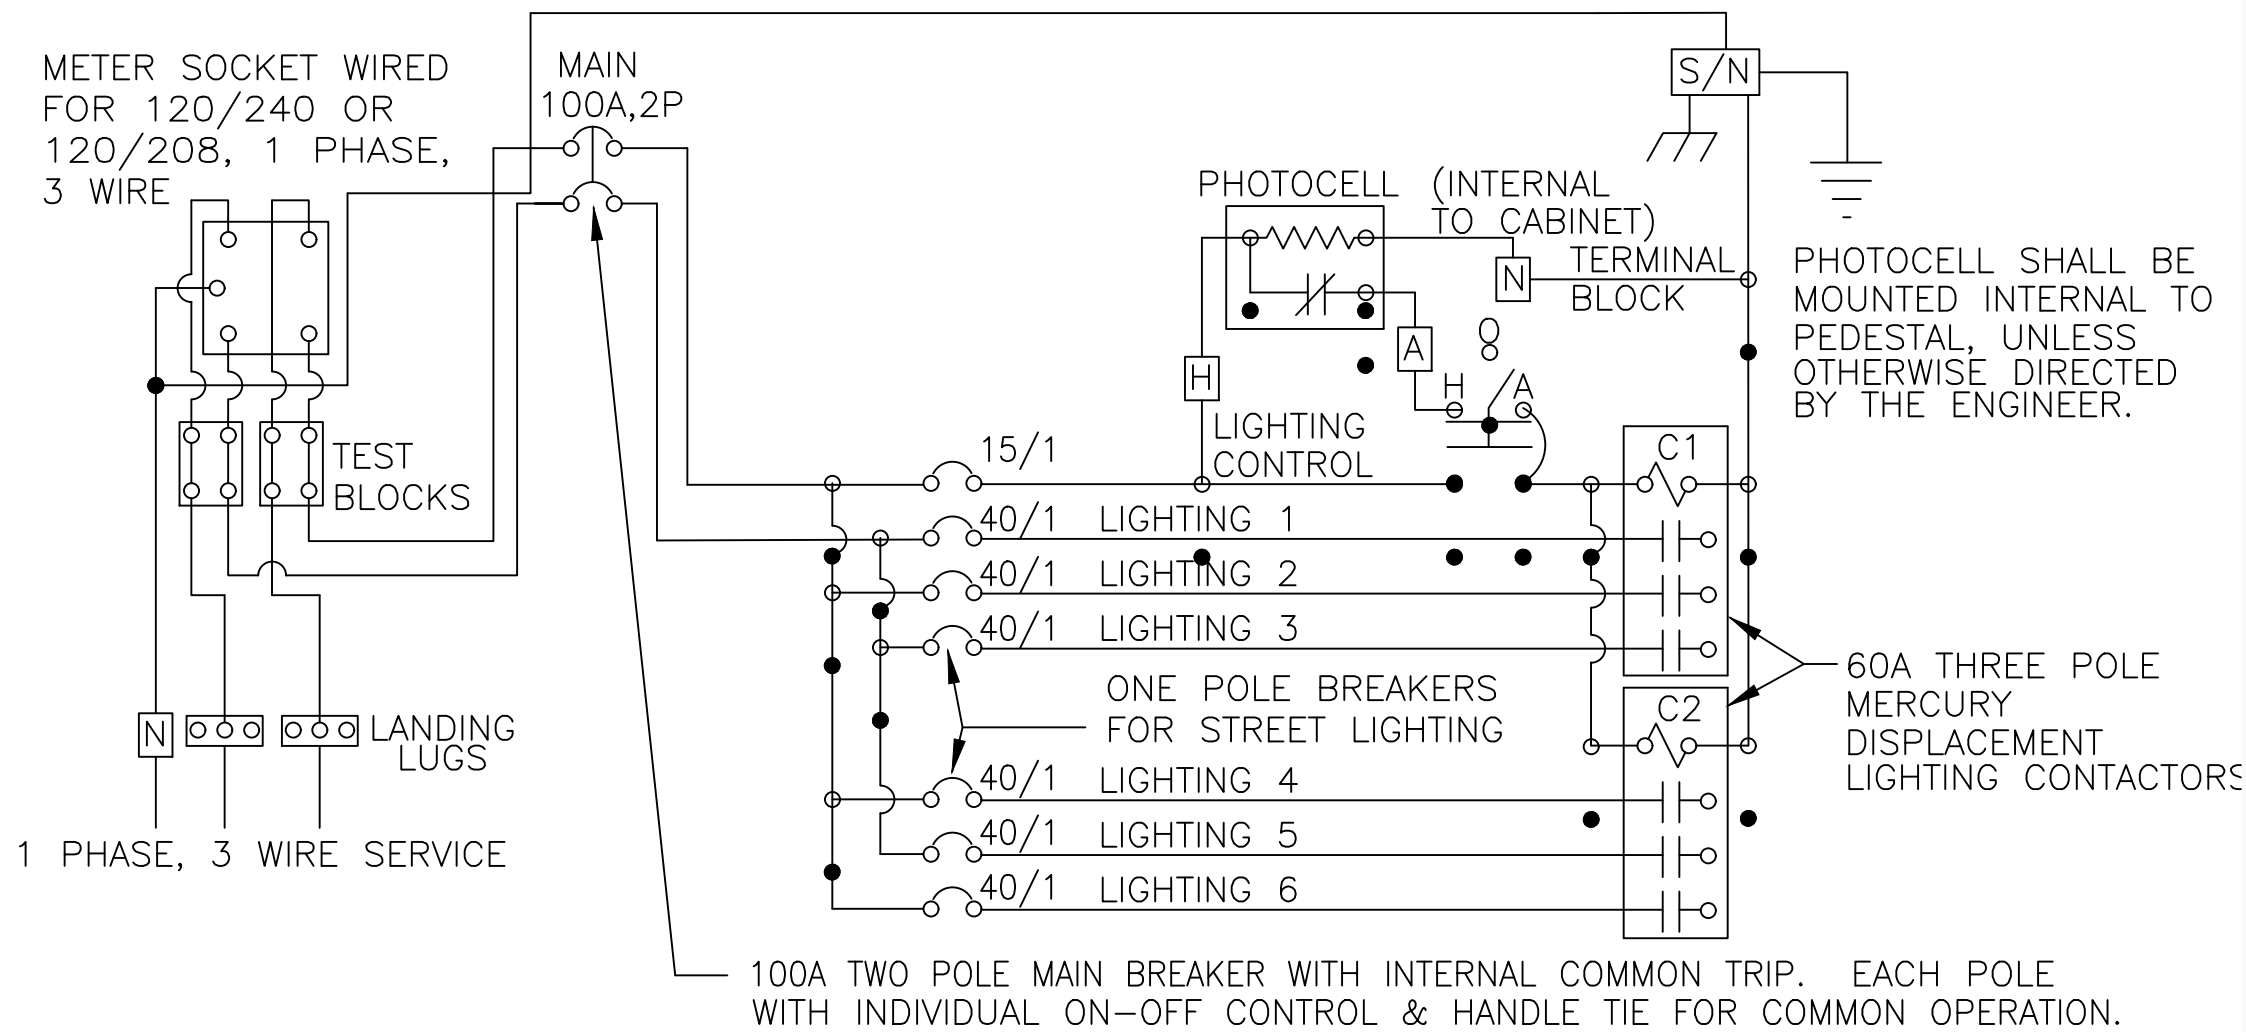 METER SOCKET WIRED
FOR 120/240 OR
120/208, 1 PHASE,
3 WIRE
MAIN
100A,2P
S/N
PHOTOCELL
(INTERNAL
TO CABINET)
TERMINAL
BLOCK
N
H
A
O
H
A
LIGHTING
CONTROL
PHOTOCELL SHALL BE
MOUNTED INTERNAL TO
PEDESTAL, UNLESS
OTHERWISE DIRECTED
BY THE ENGINEER.
TEST
BLOCKS
15/1
40/1 LIGHTING 1
40/1 LIGHTING 2
40/1 LIGHTING 3
C1
ONE POLE BREAKERS
FOR STREET LIGHTING
C2
60A THREE POLE
MERCURY
DISPLACEMENT
LIGHTING CONTACTORS
N
LANDING
LUGS
40/1 LIGHTING 4
40/1 LIGHTING 5
40/1 LIGHTING 6
1 PHASE, 3 WIRE SERVICE
100A TWO POLE MAIN BREAKER WITH INTERNAL COMMON TRIP. EACH POLE
WITH INDIVIDUAL ON-OFF CONTROL & HANDLE TIE FOR COMMON OPERATION.